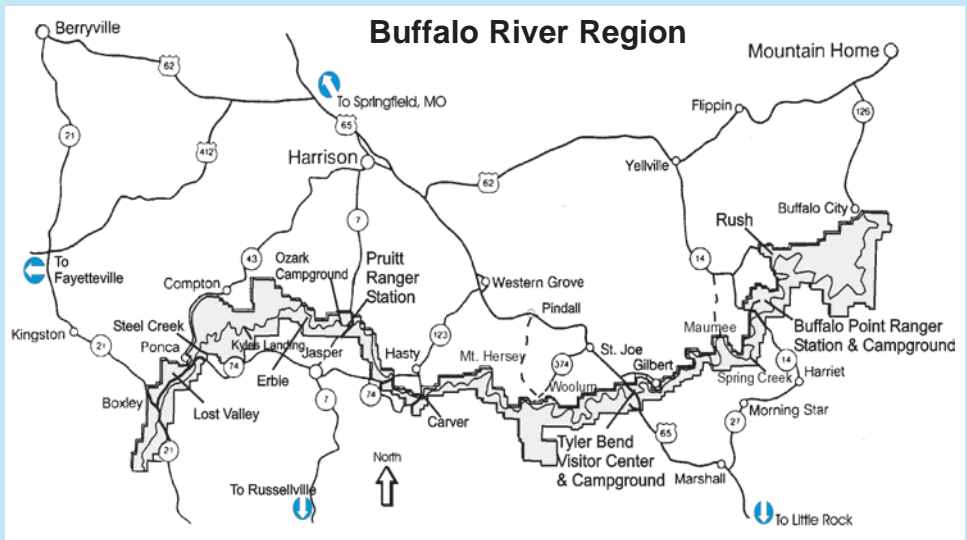 Buffalo River Region
Berryville
Mountain Home
62
To Springfield, MO
Flippin
126
65
21
412
Harrison
Yellville
62
7
Buffalo City
Rush
To
Fayetteville
43
Ozark
Campground
Pruitt
Ranger
Station
14
Compton
Western Grove
Pindall
Kingston
Steel Creek
Ponca
21
74
Kyles Landing
Jasper
Erbie
Hasty
123
Mt. Hersey
374
St. Joe
Gilbert
Woolum
Maumee
Buffalo Point Ranger
Station & Campground
14
Spring Creek
Harriet
Boxley
Lost Valley
7
74
Carver
Morning Star
27
Tyler Bend
Visitor Center
& Campground
65
Marshall
21
North
To Russellville
To Little Rock